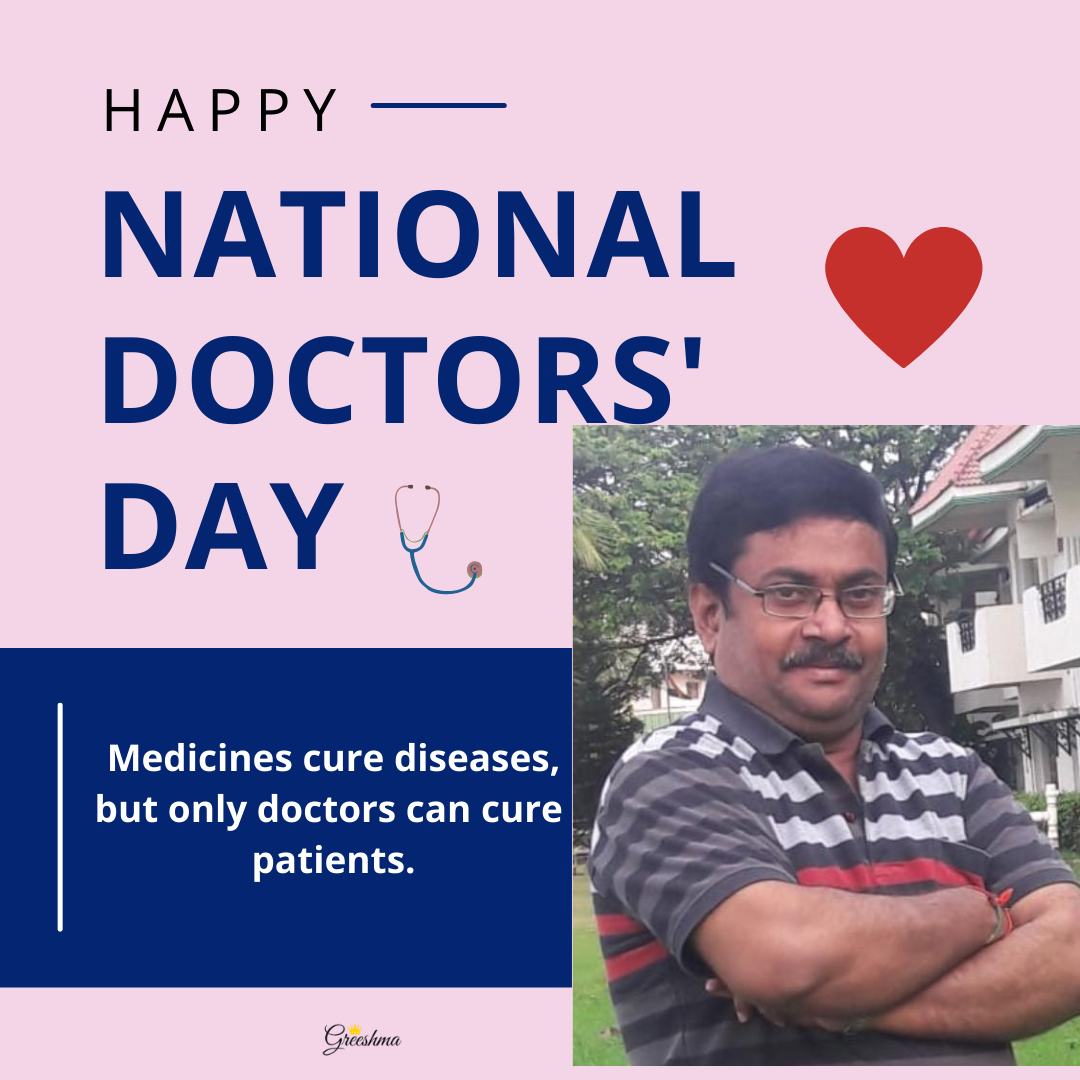 HAPPY
NATIONAL
DOCTORS'
DAY
Medicines cure diseases,
but only doctors can cure
patients.
Greeshma